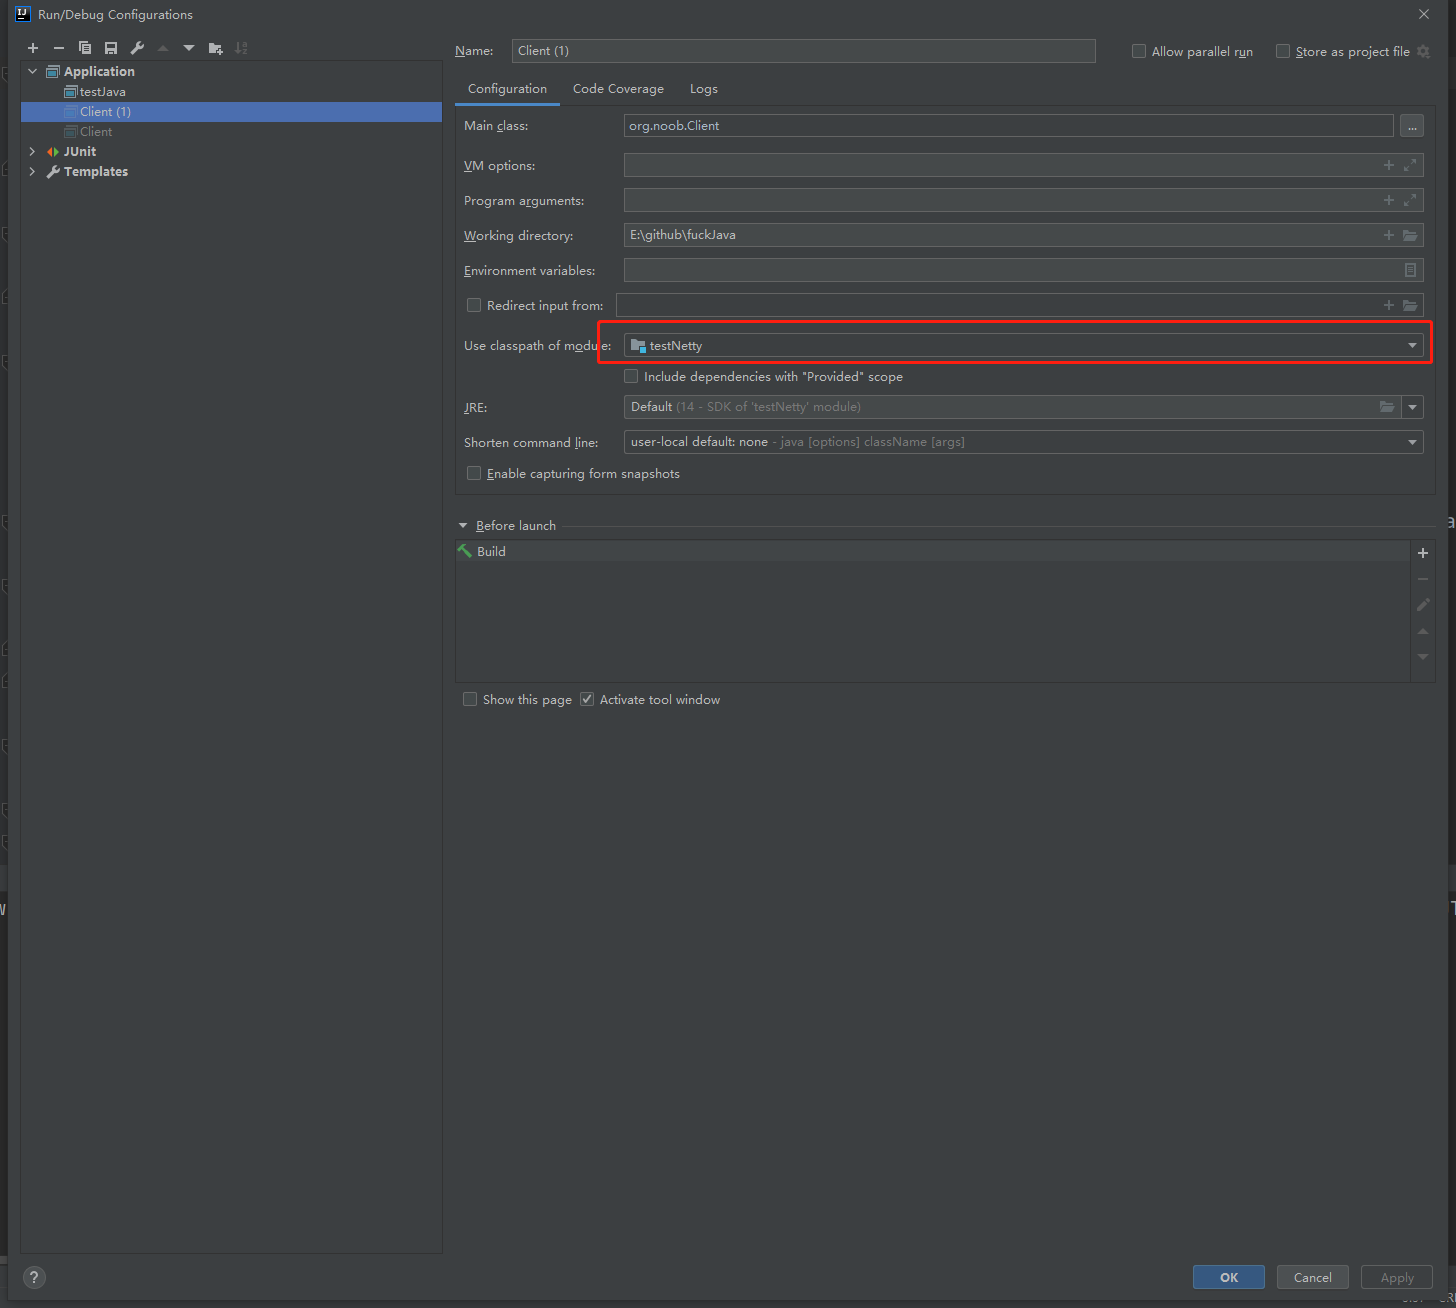 Run/Debug Configurations
Name: Client (1) Allow parallel run Store as project file
Application
testJava
Client (1)
Client
JUnit
Templates
Configuration Code Coverage Logs
Main class: org.noob.Client ...
VM options:
Program arguments:
Working directory: E:\github\fuckJava
Environment variables:
Redirect input from:
Use classpath of module: testNetty
Include dependencies with "Provided" scope
JRE: Default (14 - SDK of 'testNetty' module)
Shorten command line: user-local default: none - java [options] className [args]
Enable capturing form snapshots
Before launch
Build
Show this page Activate tool window
? OK Cancel Apply